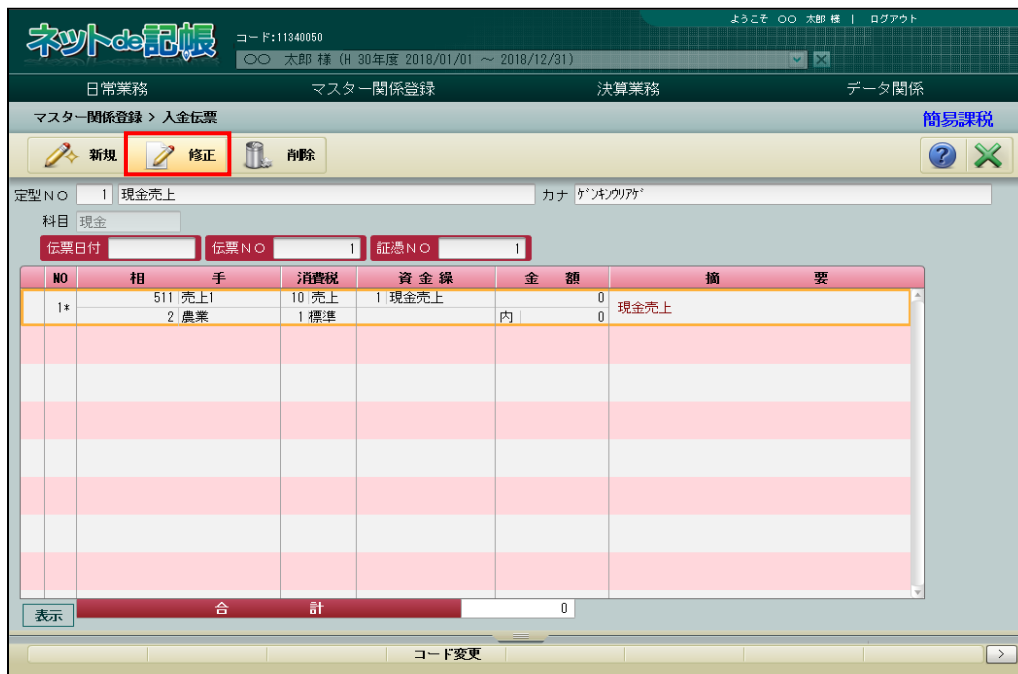 ようこそ 〇〇 太郎 様 | ログアウト
ネットde記帳
コード:11340050
〇〇 太郎 様 (H 30年度 2018/01/01 ～ 2018/12/31)
日常業務 マスター関係登録 決算業務 データ関係
マスター関係登録 > 入金伝票 簡易課税
新規 修正 削除
定型NO 1 現金売上 カナ ｹﾞﾝｷﾝｳﾘｱｹﾞ
科目 現金
伝票日付 伝票NO 1 証憑NO 1
NO 相手 消費税 資金繰 金額 摘要
1* 511 売上1 10 売上 1 現金売上 0 現金売上
2 農業 1 標準 内 0
表示 合計 0
コード変更 >